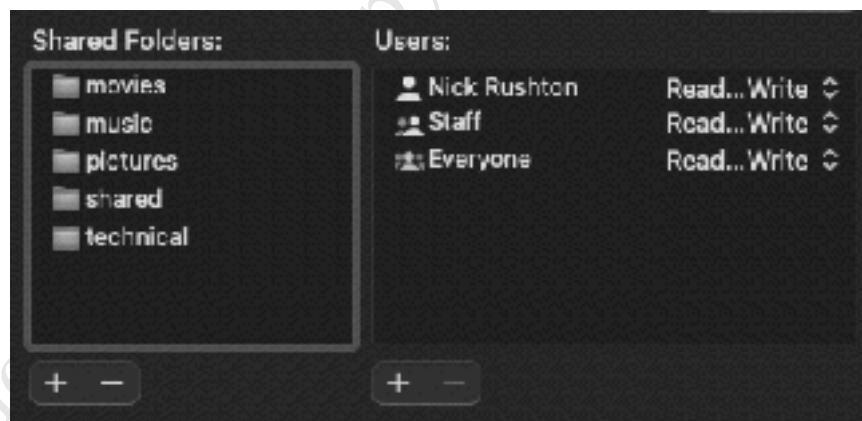 Shared Folders:
movies
music
pictures
shared
technical
Users:
Nick Rushton Read...Write
Staff Read...Write
Everyone Read...Write